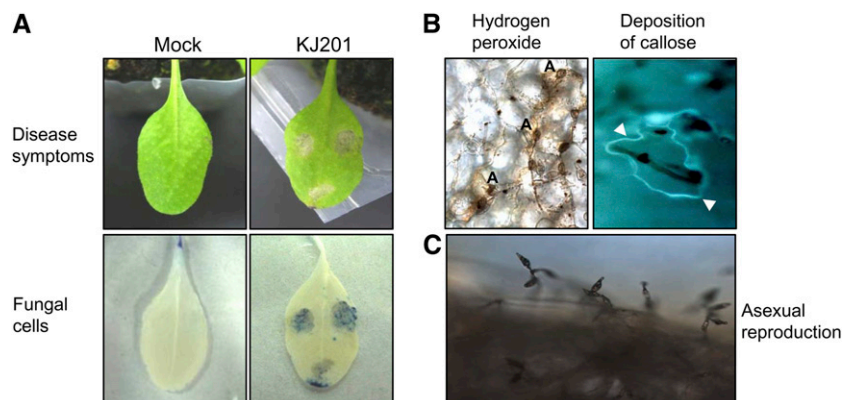 A
Mock
KJ201
Disease
symptoms
Fungal
cells
B
Hydrogen
peroxide
Deposition
of callose
A
A
A
C
Asexual
reproduction